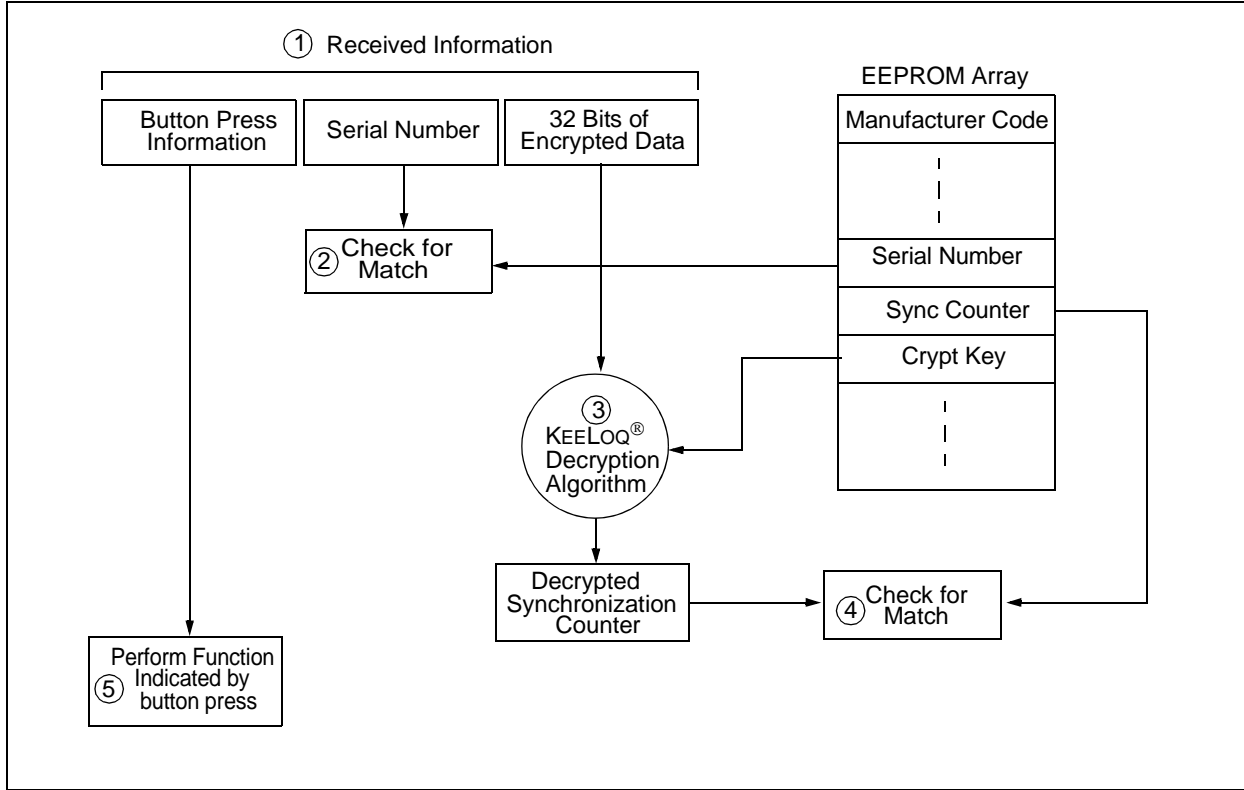 ① Received Information
EEPROM Array
Button Press
Information
Serial Number
32 Bits of
Encrypted Data
Manufacturer Code
② Check for
Match
Serial Number
Sync Counter
Crypt Key
③
KEELOQ®
Decryption
Algorithm
Decrypted
Synchronization
Counter
④ Check for
Match
Perform Function
⑤ Indicated by
button press